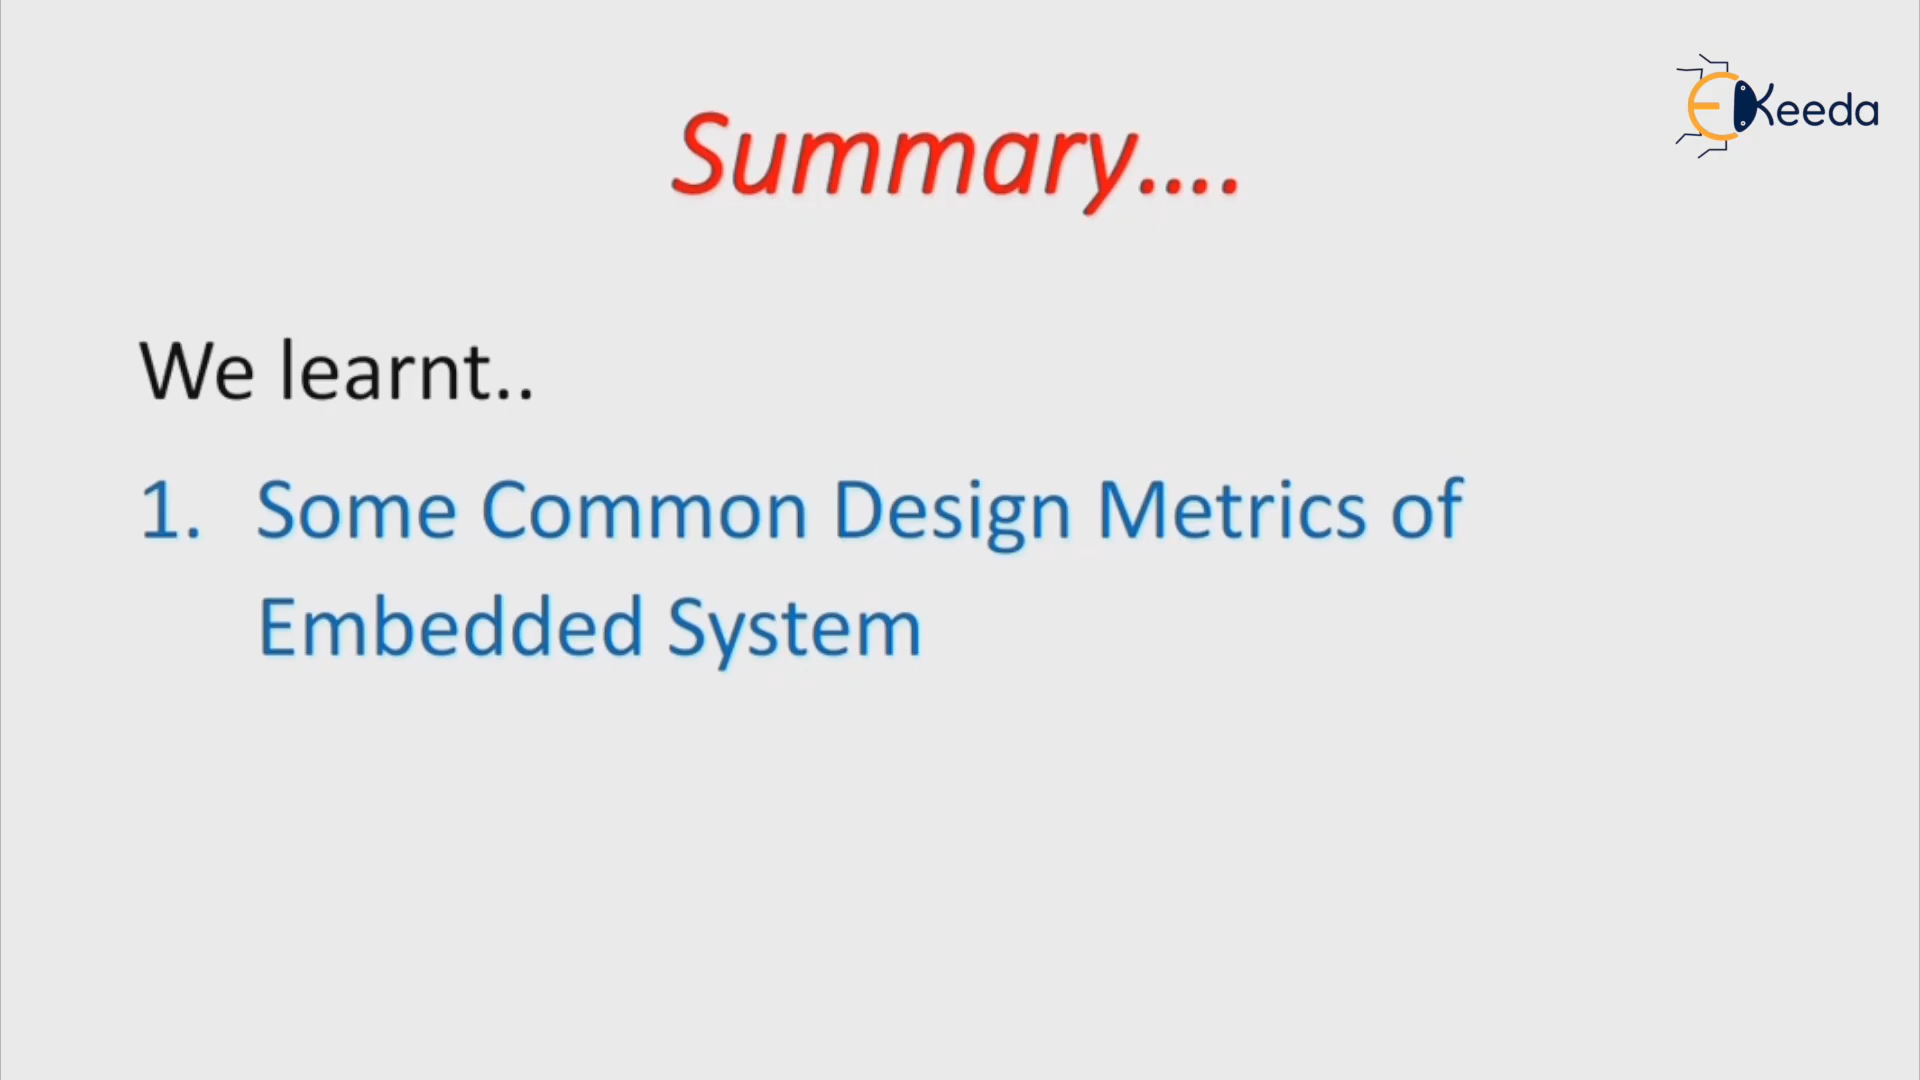 EKeeda
Summary....
We learnt..
1. Some Common Design Metrics of
Embedded System